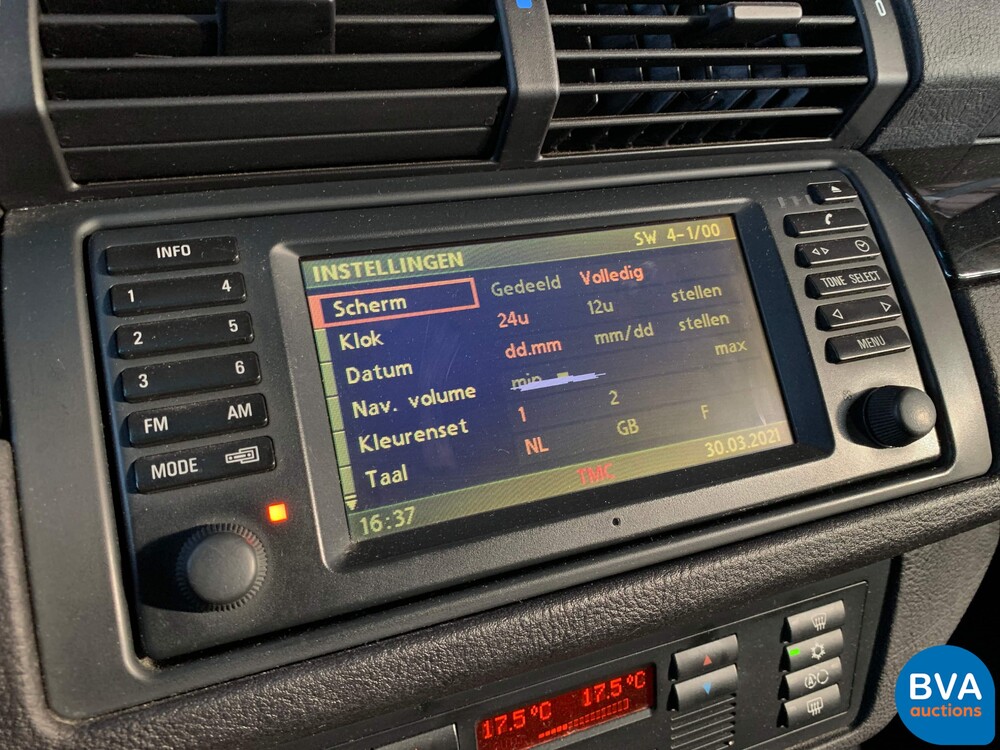 INFO
1 4
2 5
3 6
FM AM
MODE
INSTELLINGEN SW 4-1/00
Scherm Gedeeld Volledig
Klok 24u 12u stellen
Datum dd.mm mm/dd stellen
Nav. volume min max
Kleurenset 1 2
Taal NL GB F
16:37 TMC 30.03.2021
TONE SELECT
MENU
17.5°C 17.5°C
BVA
auctions